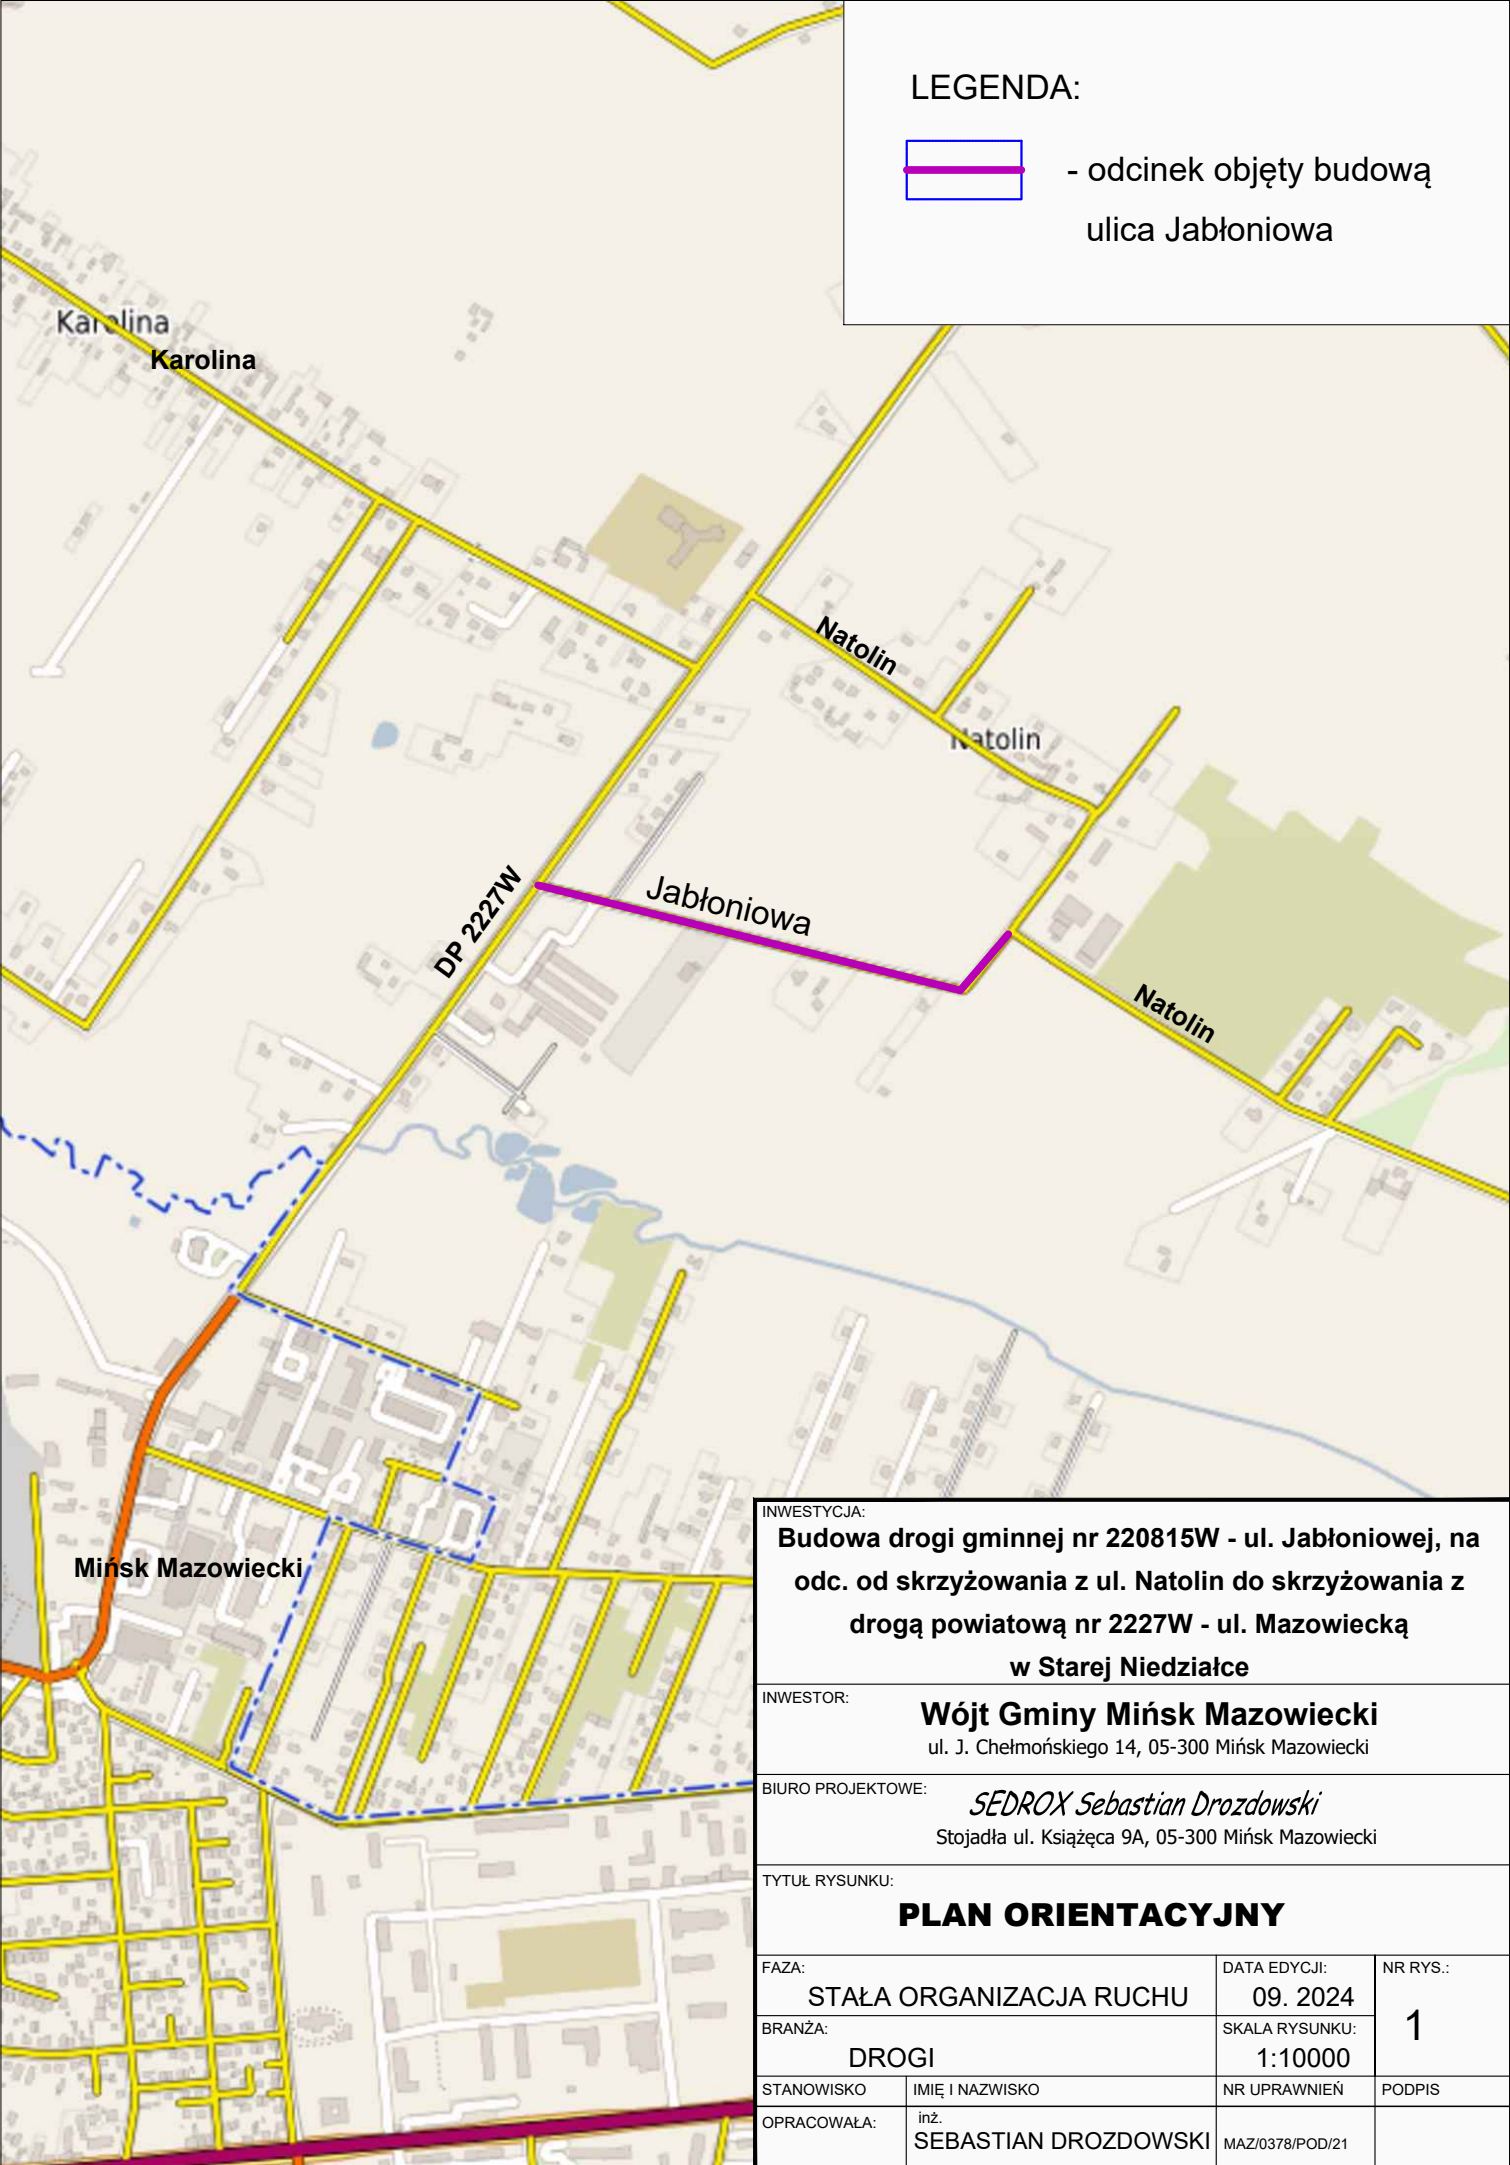 LEGENDA:
- odcinek objęty budową
ulica Jabłoniowa
Karolina
Karolina
Natolin
Natolin
Jabłoniowa
DP 2227W
Natolin
Mińsk Mazowiecki
INWESTYCJA:
Budowa drogi gminnej nr 220815W - ul. Jabłoniowej, na
odc. od skrzyżowania z ul. Natolin do skrzyżowania z
drogą powiatową nr 2227W - ul. Mazowiecką
w Starej Niedziałce
INWESTOR:
Wójt Gminy Mińsk Mazowiecki
ul. J. Chełmońskiego 14, 05-300 Mińsk Mazowiecki
BIURO PROJEKTOWE:
SEDROX Sebastian Drozdowski
Stojadła ul. Książęca 9A, 05-300 Mińsk Mazowiecki
TYTUŁ RYSUNKU:
PLAN ORIENTACYJNY
FAZA:
STAŁA ORGANIZACJA RUCHU
DATA EDYCJI:
09. 2024
NR RYS.:
1
BRANŻA:
DROGI
SKALA RYSUNKU:
1:10000
STANOWISKO
IMIĘ I NAZWISKO
NR UPRAWNIEŃ
PODPIS
OPRACOWAŁA:
inż.
SEBASTIAN DROZDOWSKI
MAZ/0378/POD/21